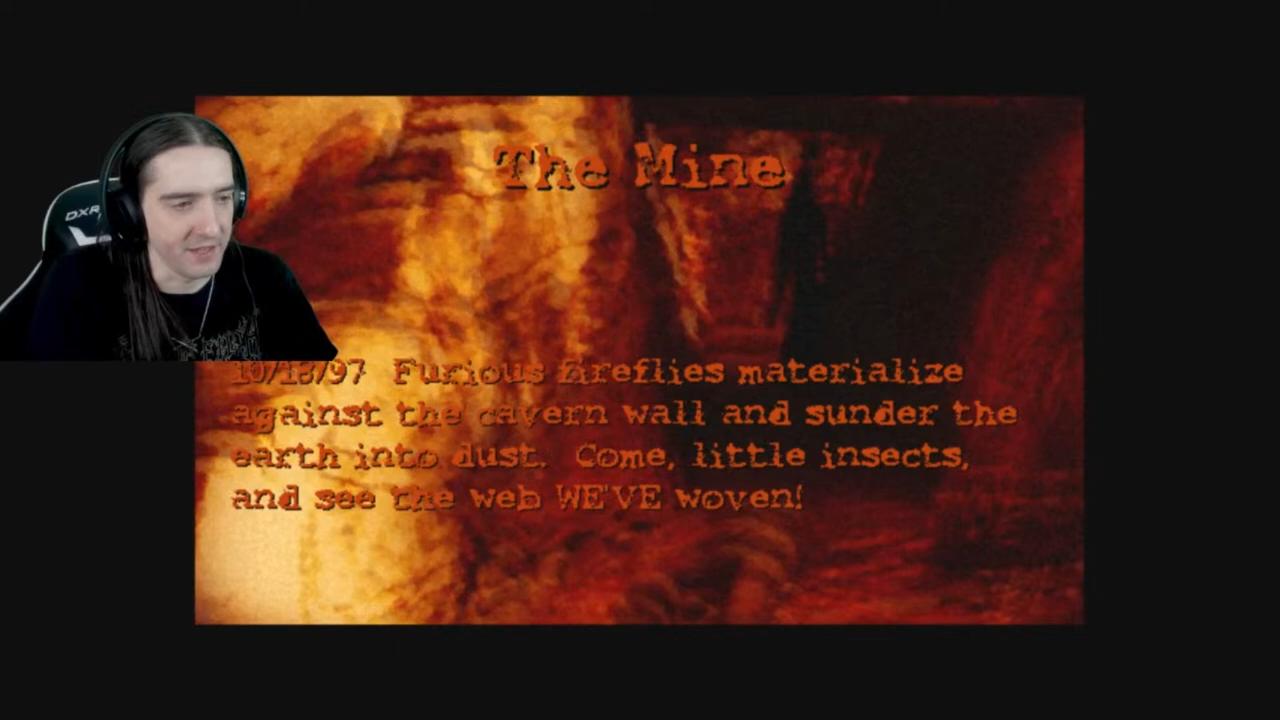 The Mine
DXR
10/13/97 Furious fireflies materialize
against the cavern wall and sunder the
earth into dust. Come, little insects,
and see the web WE'VE woven!